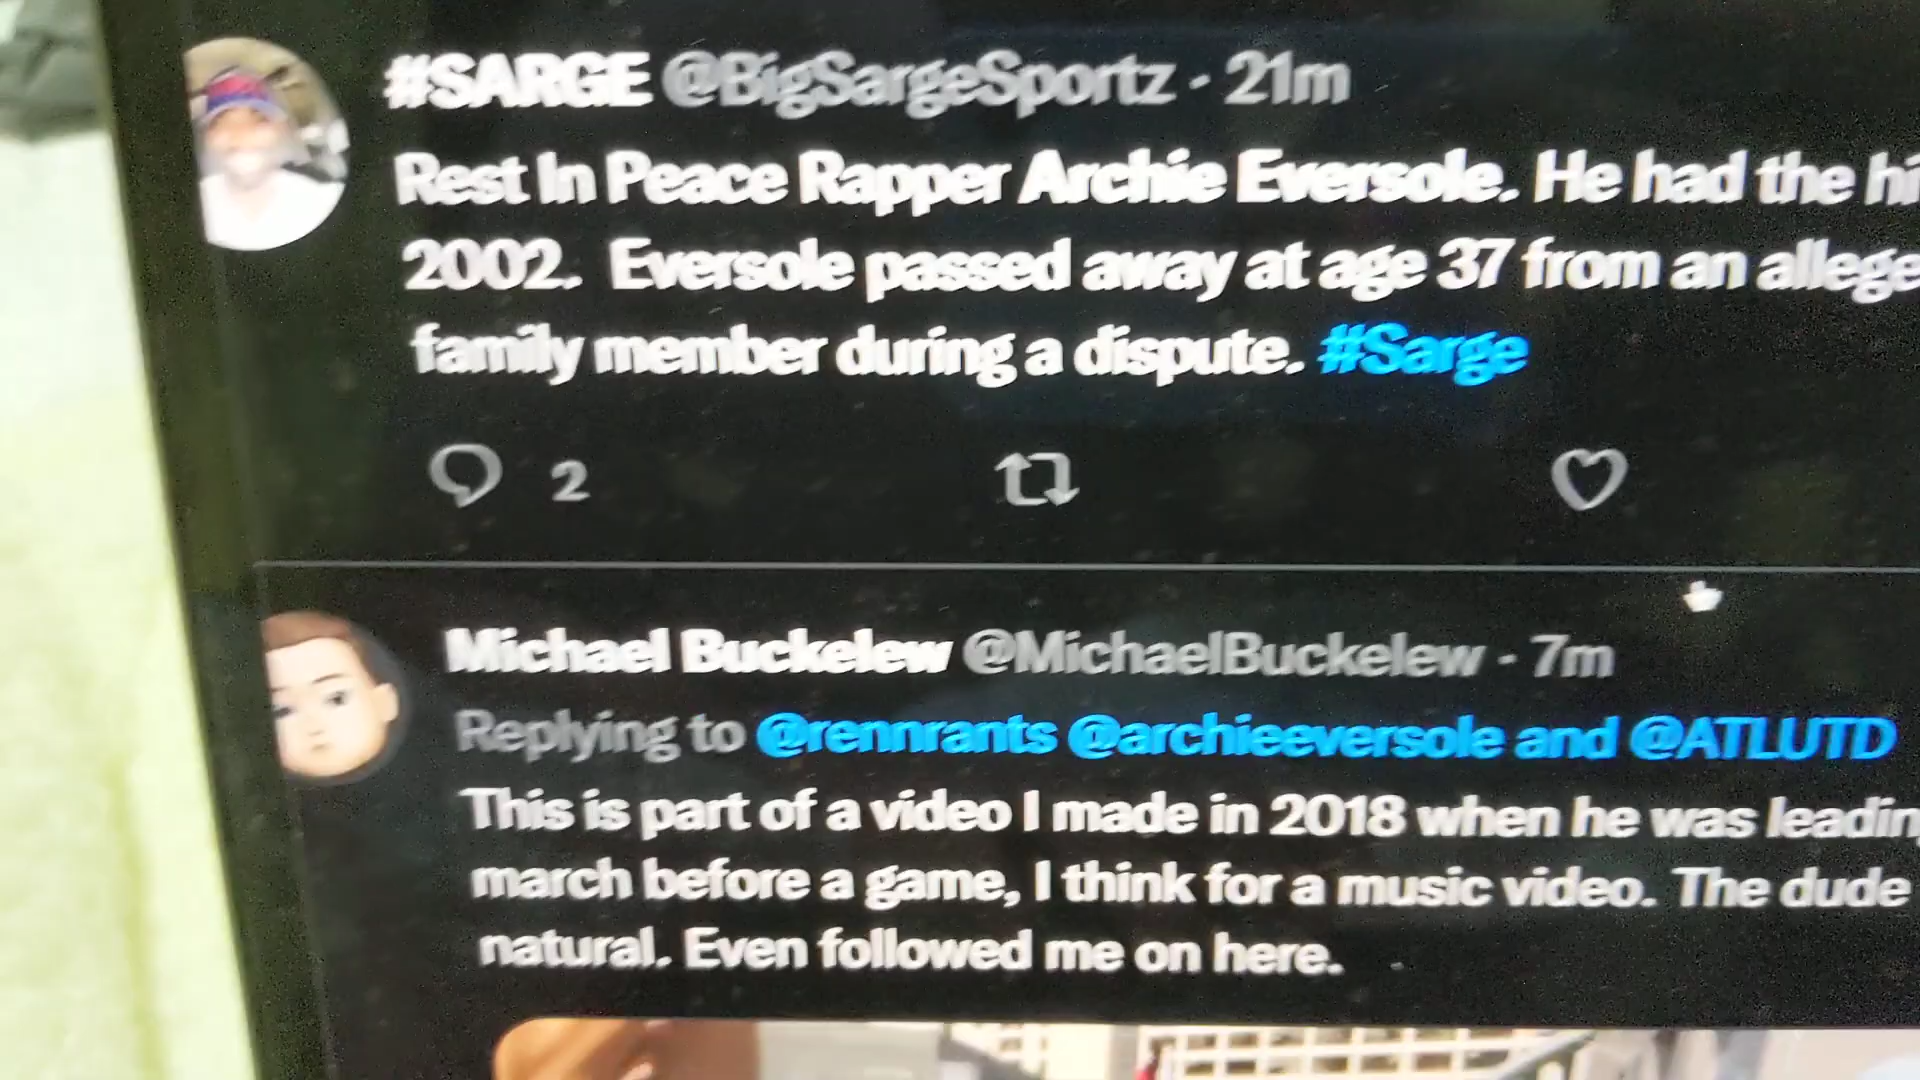 #SARGE @BigSargeSportz · 21m
Rest In Peace Rapper Archie Eversole. He had the
2002. Eversole passed away at age 37 from an
family member during a dispute. #Sarge
2
Michael Buckelew @MichaelBuckelew · 7m
Replying to @rennrants @archieeversole and @ATLUTD
This is part of a video I made in 2018 when he was
march before a game, I think for a music video. The dude
natural. Even followed me on here.